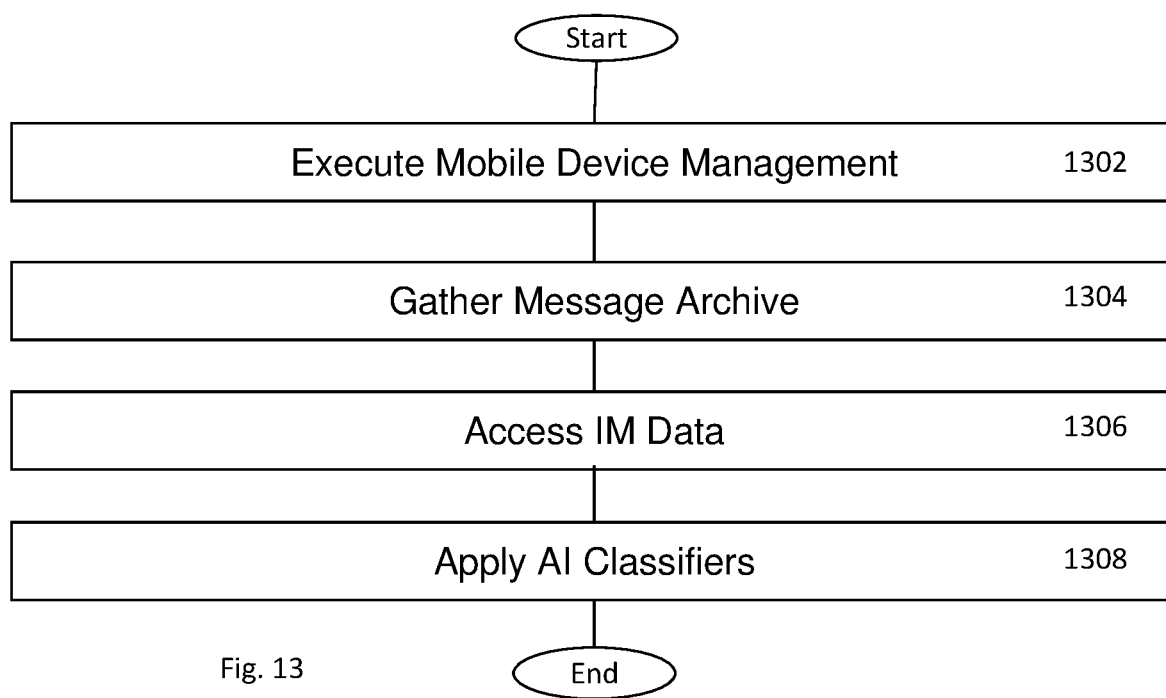 Start
Execute Mobile Device Management 1302
Gather Message Archive 1304
Access IM Data 1306
Apply AI Classifiers 1308
Fig. 13
End